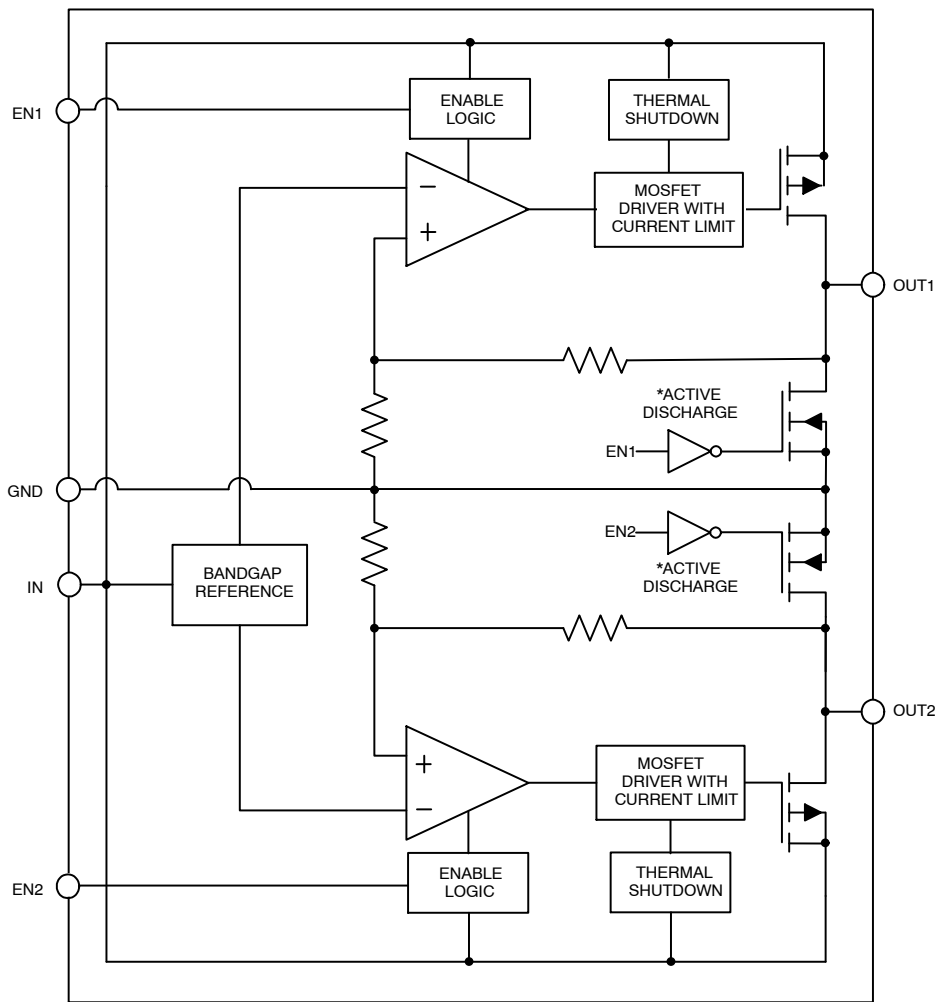 EN1
ENABLE
LOGIC
THERMAL
SHUTDOWN
−
+
MOSFET
DRIVER WITH
CURRENT LIMIT
OUT1
*ACTIVE
DISCHARGE
EN1
GND
EN2
*ACTIVE
DISCHARGE
IN
BANDGAP
REFERENCE
OUT2
+
−
MOSFET
DRIVER WITH
CURRENT LIMIT
EN2
ENABLE
LOGIC
THERMAL
SHUTDOWN